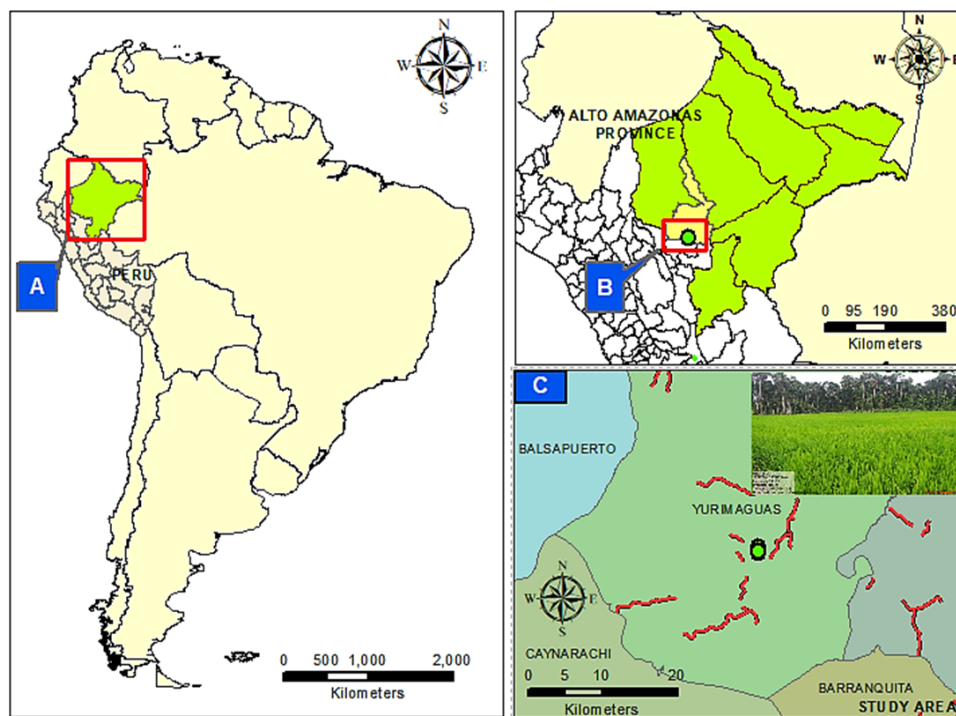 N
W E
S
A
PERU
0 500 1,000 2,000
Kilometers
N
W E
S
ALTO AMAZONAS
PROVINCE
B
0 95 190 380
Kilometers
C
BALSAPUERTO
YURIMAGUAS
N
W E
S
CAYNARACHI
0 5 10 20
Kilometers
BARRANQUITA
STUDY AREA